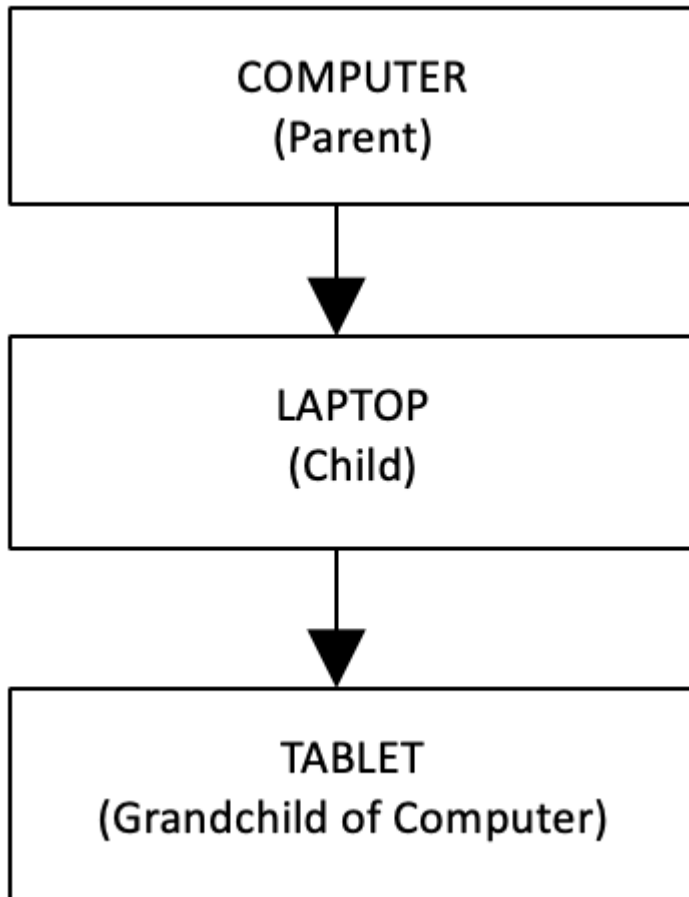 COMPUTER
(Parent)
LAPTOP
(Child)
TABLET
(Grandchild of Computer)